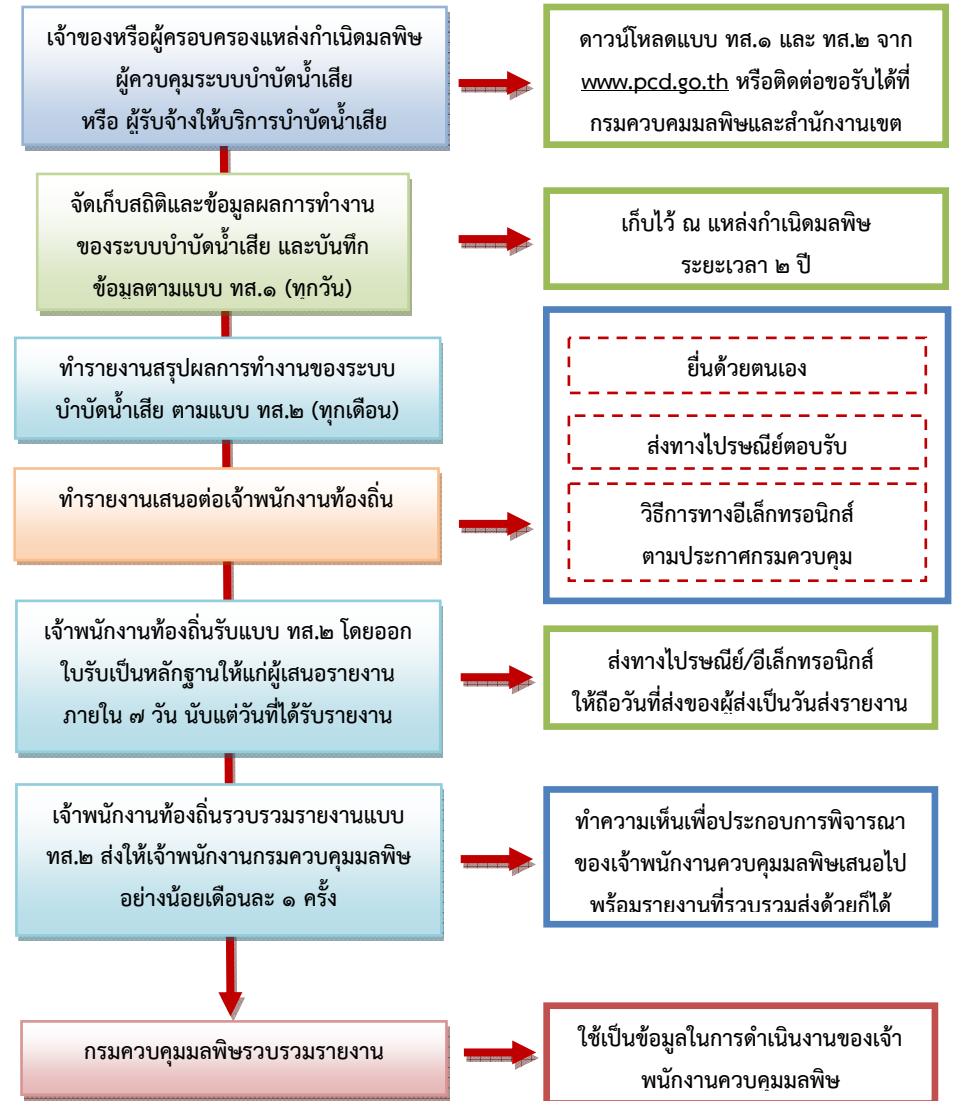 เจ้าของหรือผู้ครอบครองแหล่งกำเนิดมลพิษ
ผู้ควบคุมระบบบำบัดน้ำเสีย
หรือ ผู้รับจ้างให้บริการบำบัดน้ำเสีย
ดาวน์โหลดแบบ ทส.๑ และ ทส.๒ จาก
www.pcd.go.th หรือติดต่อขอรับได้ที่
กรมควบคมมลพิษและสำนักงานเขต
จัดเก็บสถิติและข้อมูลผลการทำงาน
ของระบบบำบัดน้ำเสีย และบันทึก
ข้อมูลตามแบบ ทส.๑ (ทุกวัน)
เก็บไว้ ณ แหล่งกำเนิดมลพิษ
ระยะเวลา ๒ ปี
ทำรายงานสรุปผลการทำงานของระบบ
บำบัดน้ำเสีย ตามแบบ ทส.๒ (ทุกเดือน)
ทำรายงานเสนอต่อเจ้าพนักงานท้องถิ่น
ยื่นด้วยตนเอง
ส่งทางไปรษณีย์ตอบรับ
วิธีการทางอีเล็กทรอนิกส์
ตามประกาศกรมควบคุม
เจ้าพนักงานท้องถิ่นรับแบบ ทส.๒ โดยออก
ใบรับเป็นหลักฐานให้แก่ผู้เสนอรายงาน
ภายใน ๗ วัน นับแต่วันที่ได้รับรายงาน
ส่งทางไปรษณีย์/อีเล็กทรอนิกส์
ให้ถือวันที่ส่งของผู้ส่งเป็นวันส่งรายงาน
เจ้าพนักงานท้องถิ่นรวบรวมรายงานแบบ
ทส.๒ ส่งให้เจ้าพนักงานกรมควบคุมมลพิษ
อย่างน้อยเดือนละ ๑ ครั้ง
ทำความเห็นเพื่อประกอบการพิจารณา
ของเจ้าพนักงานควบคุมมลพิษเสนอไป
พร้อมรายงานที่รวบรวมส่งด้วยก็ได้
กรมควบคุมมลพิษรวบรวมรายงาน
ใช้เป็นข้อมูลในการดำเนินงานของเจ้า
พนักงานควบคุมมลพิษ